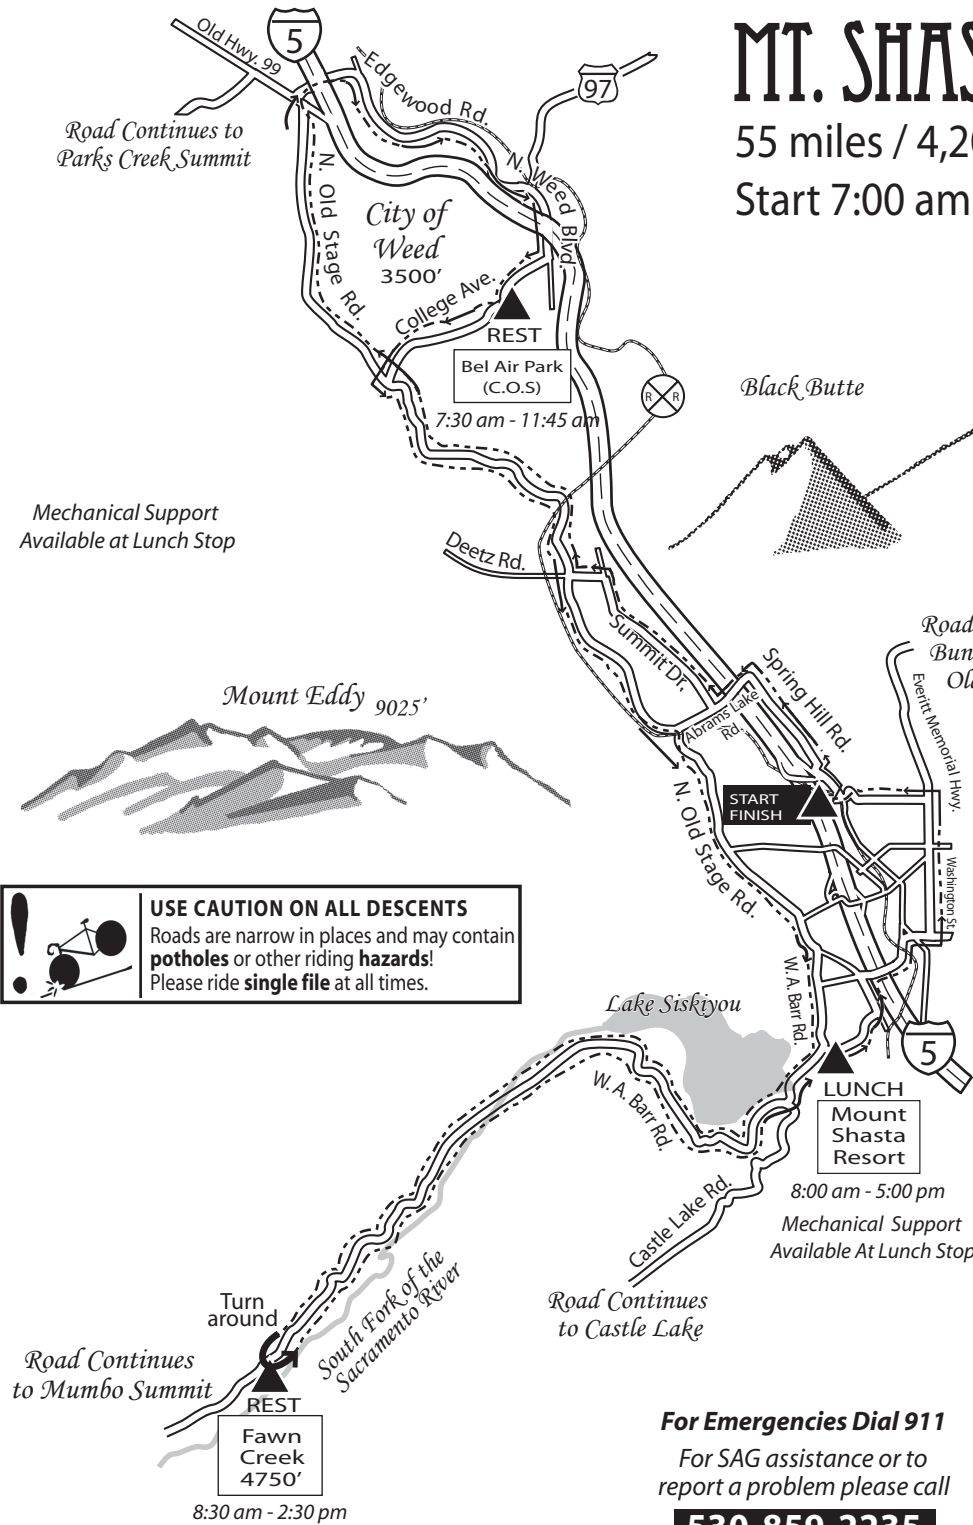 MT. SHAS
55 miles / 4,20
Start 7:00 am
5
Old Hwy. 99
Edgewood Rd.
97
Road Continues to
Parks Creek Summit
N. Old Stage Rd.
City of
Weed
3500’
N. Weed Blvd.
College Ave.
REST
Bel Air Park
(C.O.S)
7:30 am - 11:45 am
R R
Black Butte
Mechanical Support
Available at Lunch Stop
Deetz Rd.
Summit Dr.
Spring Hill Rd.
Abrams Lake
Rd.
Road
Bun
Old
Everitt Memorial Hwy.
Mount Eddy 9025’
START
FINISH
N. Old Stage Rd.
Washington St.
USE CAUTION ON ALL DESCENTS
Roads are narrow in places and may contain
potholes or other riding hazards!
Please ride single file at all times.
W. A. Barr Rd.
Lake Siskiyou
5
W. A. Barr Rd.
LUNCH
Mount
Shasta
Resort
8:00 am - 5:00 pm
Mechanical Support
Available At Lunch Stop
Castle Lake Rd.
Road Continues
to Castle Lake
South Fork of the
Sacramento River
Turn
around
Road Continues
to Mumbo Summit
REST
Fawn
Creek
4750’
8:30 am - 2:30 pm
For Emergencies Dial 911
For SAG assistance or to
report a problem please call
530-859-2235